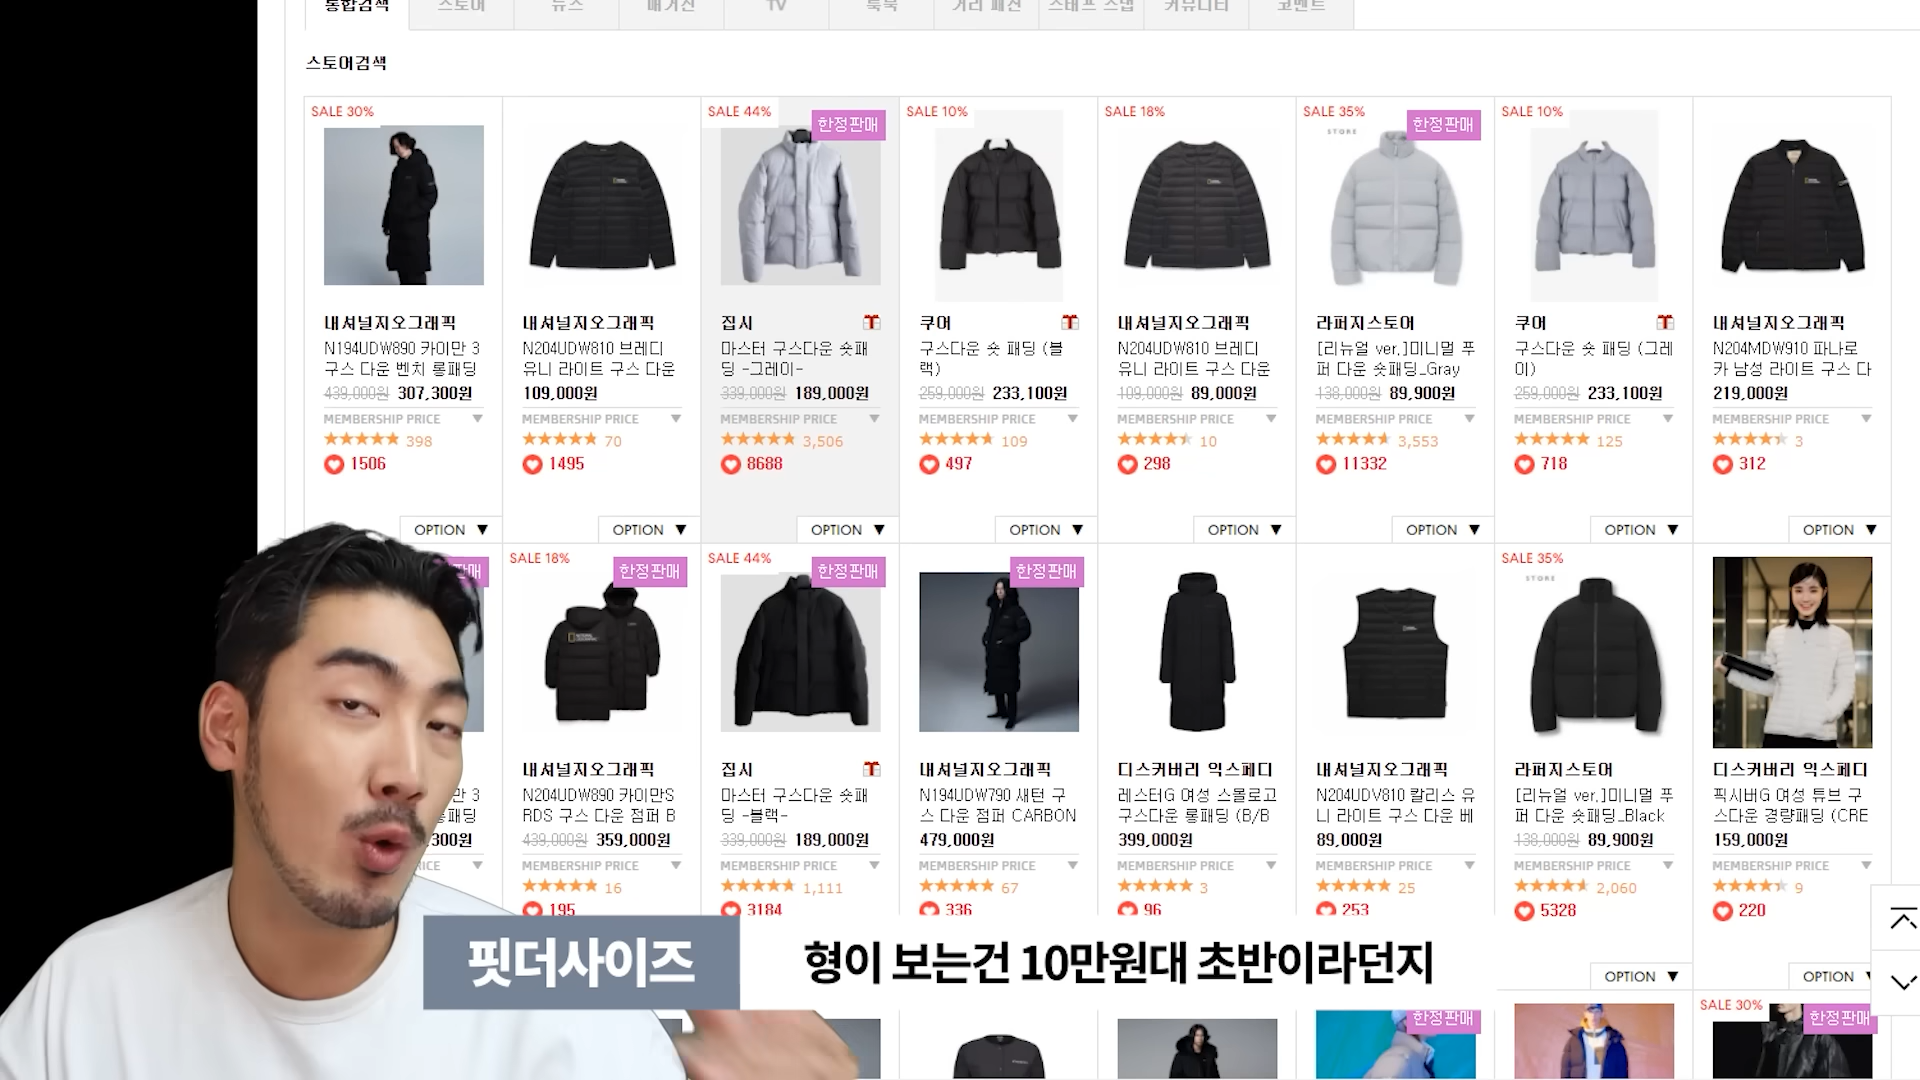 통합검색 스토어 뉴스 매거진 TV 룩북 거리 패션 스태프 스냅 커뮤니티 코멘트
스토어검색
SALE 30%
내셔널지오그래픽
N194UDW890 카이만 3
구스 다운 벤치 롱패딩
439,000원 307,300원
MEMBERSHIP PRICE ▼
398
1506
OPTION ▼
내셔널지오그래픽
N204UDW810 브레디
유니 라이트 구스 다운
109,000원
MEMBERSHIP PRICE ▼
70
1495
OPTION ▼
SALE 44%
한정판매
집시
마스터 구스다운 숏패
딩 -그레이-
339,000원 189,000원
MEMBERSHIP PRICE ▼
3,506
8688
OPTION ▼
SALE 10%
쿠어
구스다운 숏 패딩 (블
랙)
259,000원 233,100원
MEMBERSHIP PRICE ▼
109
497
OPTION ▼
SALE 18%
내셔널지오그래픽
N204UDW810 브레디
유니 라이트 구스 다운
109,000원 89,000원
MEMBERSHIP PRICE ▼
10
298
OPTION ▼
SALE 35%
한정판매
STORE
라퍼지스토어
[리뉴얼 ver.]미니멀 푸
퍼 다운 숏패딩_Gray
138,000원 89,900원
MEMBERSHIP PRICE ▼
3,553
11332
OPTION ▼
SALE 10%
쿠어
구스다운 숏 패딩 (그레
이)
259,000원 233,100원
MEMBERSHIP PRICE ▼
125
718
OPTION ▼
내셔널지오그래픽
N204MDW910 파나로
카 남성 라이트 구스 다
219,000원
MEMBERSHIP PRICE ▼
3
312
OPTION ▼
판매
만 3
롱패딩
300원
RICE ▼
SALE 18%
한정판매
내셔널지오그래픽
N204UDW890 카이만S
RDS 구스 다운 점퍼 B
439,000원 359,000원
MEMBERSHIP PRICE ▼
16
195
SALE 44%
한정판매
집시
마스터 구스다운 숏패
딩 -블랙-
339,000원 189,000원
MEMBERSHIP PRICE ▼
1,111
3184
한정판매
내셔널지오그래픽
N194UDW790 새턴 구
스 다운 점퍼 CARBON
479,000원
MEMBERSHIP PRICE ▼
67
336
디스커버리 익스페디
레스터G 여성 스몰로고
구스다운 롱패딩 (B/B
399,000원
MEMBERSHIP PRICE ▼
3
96
내셔널지오그래픽
N204UDV810 칼리스 유
니 라이트 구스 다운 베
89,000원
MEMBERSHIP PRICE ▼
25
253
SALE 35%
STORE
라퍼지스토어
[리뉴얼 ver.]미니멀 푸
퍼 다운 숏패딩_Black
138,000원 89,900원
MEMBERSHIP PRICE ▼
2,060
5328
OPTION ▼
디스커버리 익스페디
픽시버G 여성 튜브 구
스다운 경량패딩 (CRE
159,000원
MEMBERSHIP PRICE ▼
9
220
OPTION
핏더사이즈 형이 보는건 10만원대 초반이라던지
한정판매
SALE 30%
한정판매